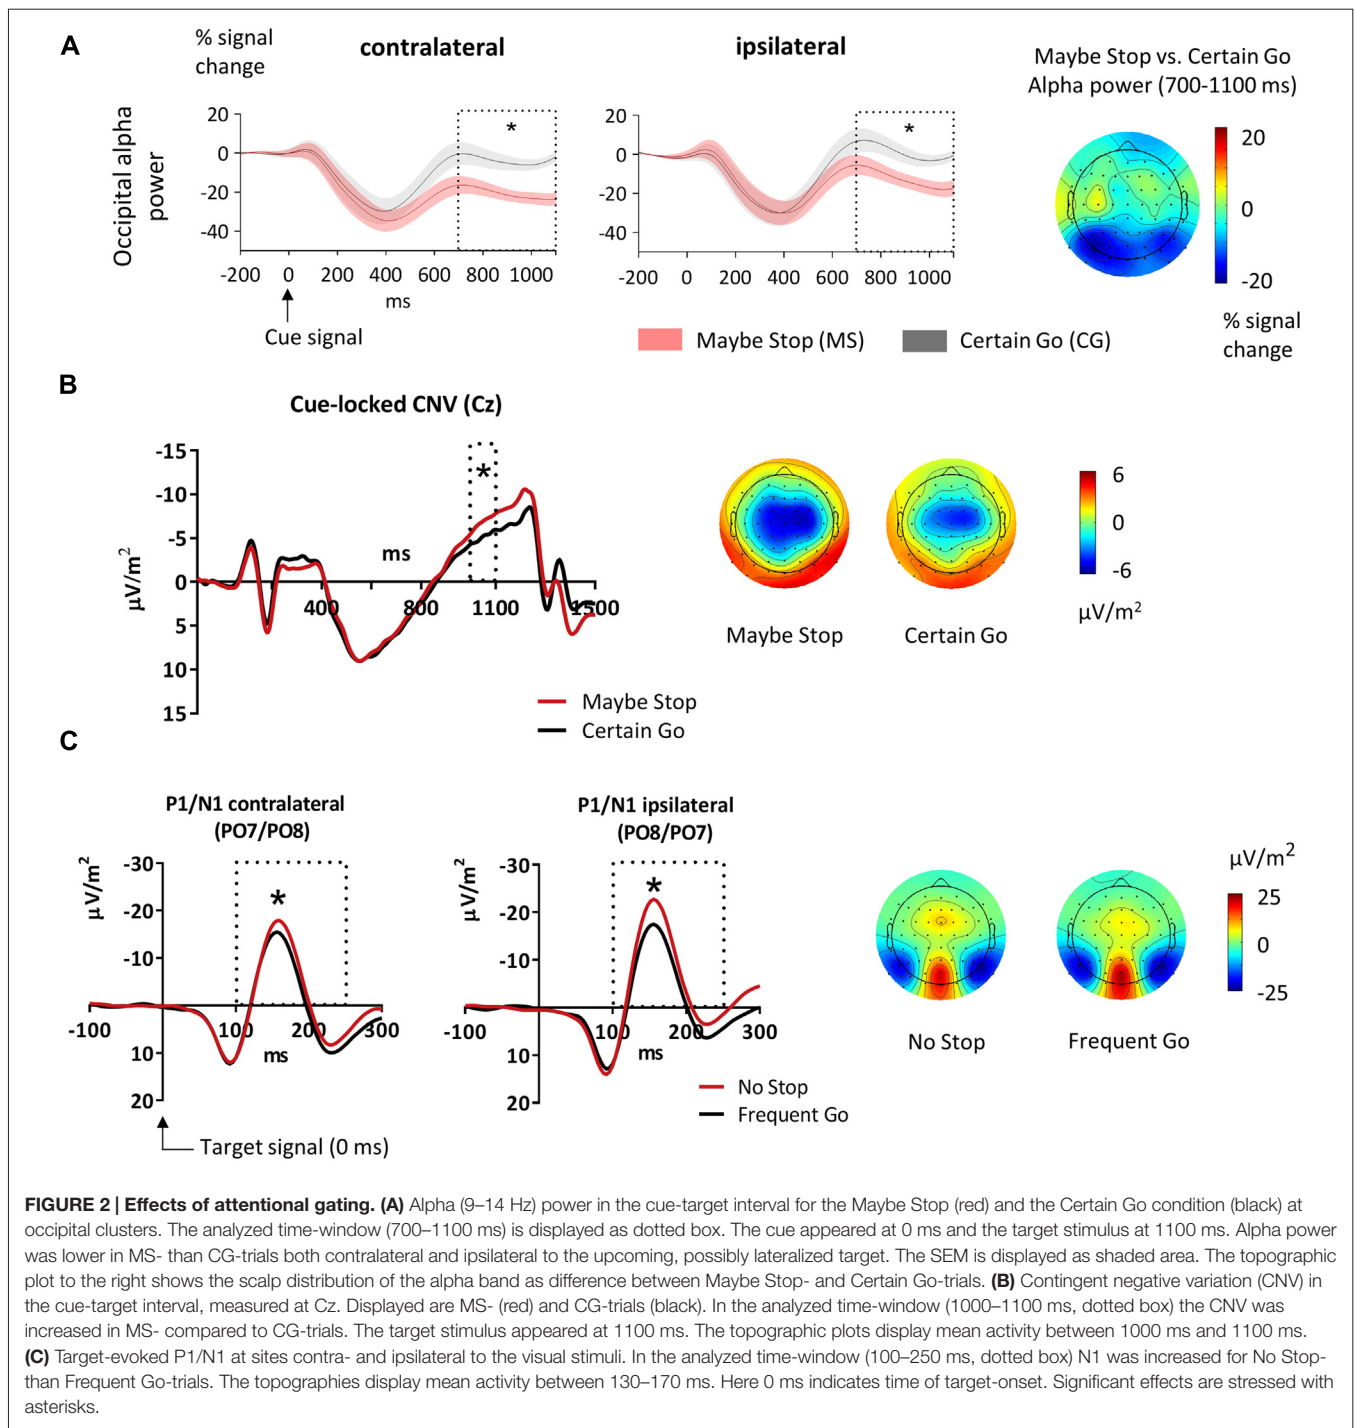 A
% signal
change
contralateral
ipsilateral
Maybe Stop vs. Certain Go
Alpha power (700-1100 ms)
Occipital alpha
power
20
0
-20
-40
-200 0 200 400 600 800 1000
ms
Cue signal
*
20
0
-20
-40
-200 0 200 400 600 800 1000
*
20
0
-20
% signal
change
Maybe Stop (MS)
Certain Go (CG)
B
Cue-locked CNV (Cz)
µV/m²
-15
-10
-5
0
5
10
15
ms
400 800 1100 1500
*
Maybe Stop
Certain Go
Maybe Stop
Certain Go
6
0
-6
µV/m²
C
P1/N1 contralateral
(PO7/PO8)
µV/m²
-30
-20
-10
10
20
-100 100 200 300
ms
*
Target signal (0 ms)
P1/N1 ipsilateral
(PO8/PO7)
µV/m²
-30
-20
-10
10
20
-100 100 200 300
ms
*
No Stop
Frequent Go
No Stop
Frequent Go
µV/m²
25
0
-25
FIGURE 2 | Effects of attentional gating. (A) Alpha (9–14 Hz) power in the cue-target interval for the Maybe Stop (red) and the Certain Go condition (black) at
occipital clusters. The analyzed time-window (700–1100 ms) is displayed as dotted box. The cue appeared at 0 ms and the target stimulus at 1100 ms. Alpha power
was lower in MS- than CG-trials both contralateral and ipsilateral to the upcoming, possibly lateralized target. The SEM is displayed as shaded area. The topographic
plot to the right shows the scalp distribution of the alpha band as difference between Maybe Stop- and Certain Go-trials. (B) Contingent negative variation (CNV) in
the cue-target interval, measured at Cz. Displayed are MS- (red) and CG-trials (black). In the analyzed time-window (1000–1100 ms, dotted box) the CNV was
increased in MS- compared to CG-trials. The target stimulus appeared at 1100 ms. The topographic plots display mean activity between 1000 ms and 1100 ms.
(C) Target-evoked P1/N1 at sites contra- and ipsilateral to the visual stimuli. In the analyzed time-window (100–250 ms, dotted box) N1 was increased for No Stop-
than Frequent Go-trials. The topographies display mean activity between 130–170 ms. Here 0 ms indicates time of target-onset. Significant effects are stressed with
asterisks.